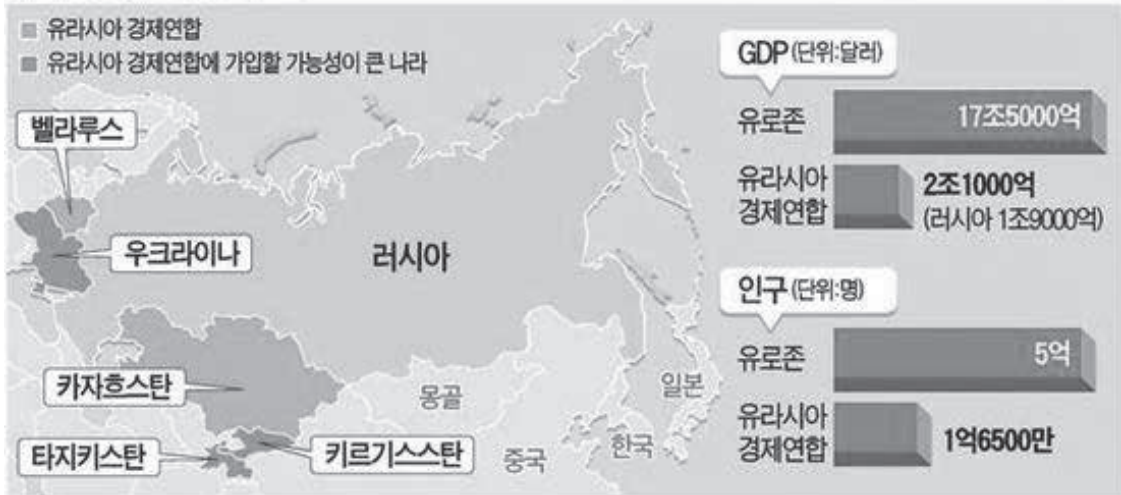 유라시아 경제연합
유라시아 경제연합에 가입할 가능성이 큰 나라
벨라루스
우크라이나
러시아
카자흐스탄
타지키스탄
키르기스스탄
몽골
중국
한국
일본
GDP (단위:달러)
유로존
17조5000억
유라시아
경제연합
2조1000억
(러시아 1조9000억)
인구 (단위:명)
유로존
5억
유라시아
경제연합
1억6500만